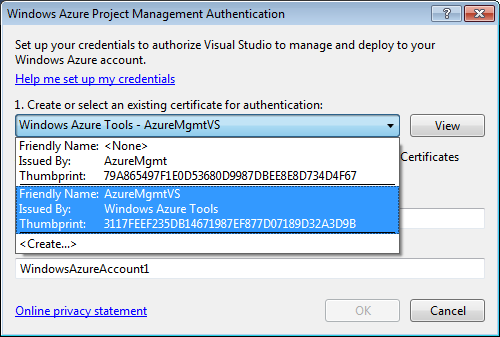 Windows Azure Project Management Authentication
Set up your credentials to authorize Visual Studio to manage and deploy to your
Windows Azure account.
Help me set up my credentials
1. Create or select an existing certificate for authentication:
Windows Azure Tools - AzureMgmtVS
View
Friendly Name: <None>
Issued By: AzureMgmt
Certificates
Thumbprint: 79A865497F1E0D53680D9987DBEE8E8D734D4F67
Friendly Name: AzureMgmtVS
Issued By: Windows Azure Tools
Thumbprint: 3117FEEF235DB14671987EF877D07189D32A3D9B
<Create...>
WindowsAzureAccount1
Online privacy statement
OK
Cancel